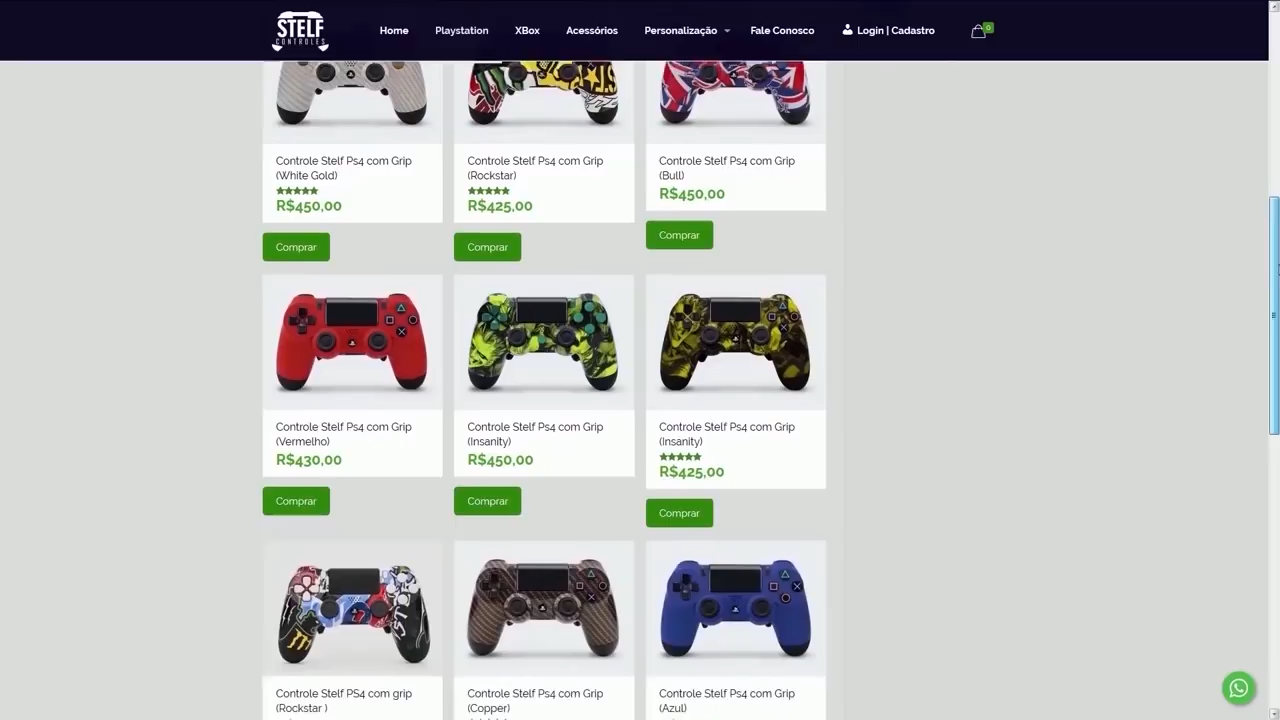 STELF
CONTROLES
Home
Playstation
XBox
Acessórios
Personalização
Fale Conosco
Login | Cadastro
0
Controle Stelf Ps4 com Grip
(White Gold)
R$450,00
Comprar
Controle Stelf Ps4 com Grip
(Rockstar)
R$425,00
Comprar
Controle Stelf Ps4 com Grip
(Bull)
R$450,00
Comprar
Controle Stelf Ps4 com Grip
(Vermelho)
R$430,00
Comprar
Controle Stelf Ps4 com Grip
(Insanity)
R$450,00
Comprar
Controle Stelf Ps4 com Grip
(Insanity)
R$425,00
Comprar
Controle Stelf PS4 com grip
(Rockstar )
Controle Stelf Ps4 com Grip
(Copper)
Controle Stelf Ps4 com Grip
(Azul)